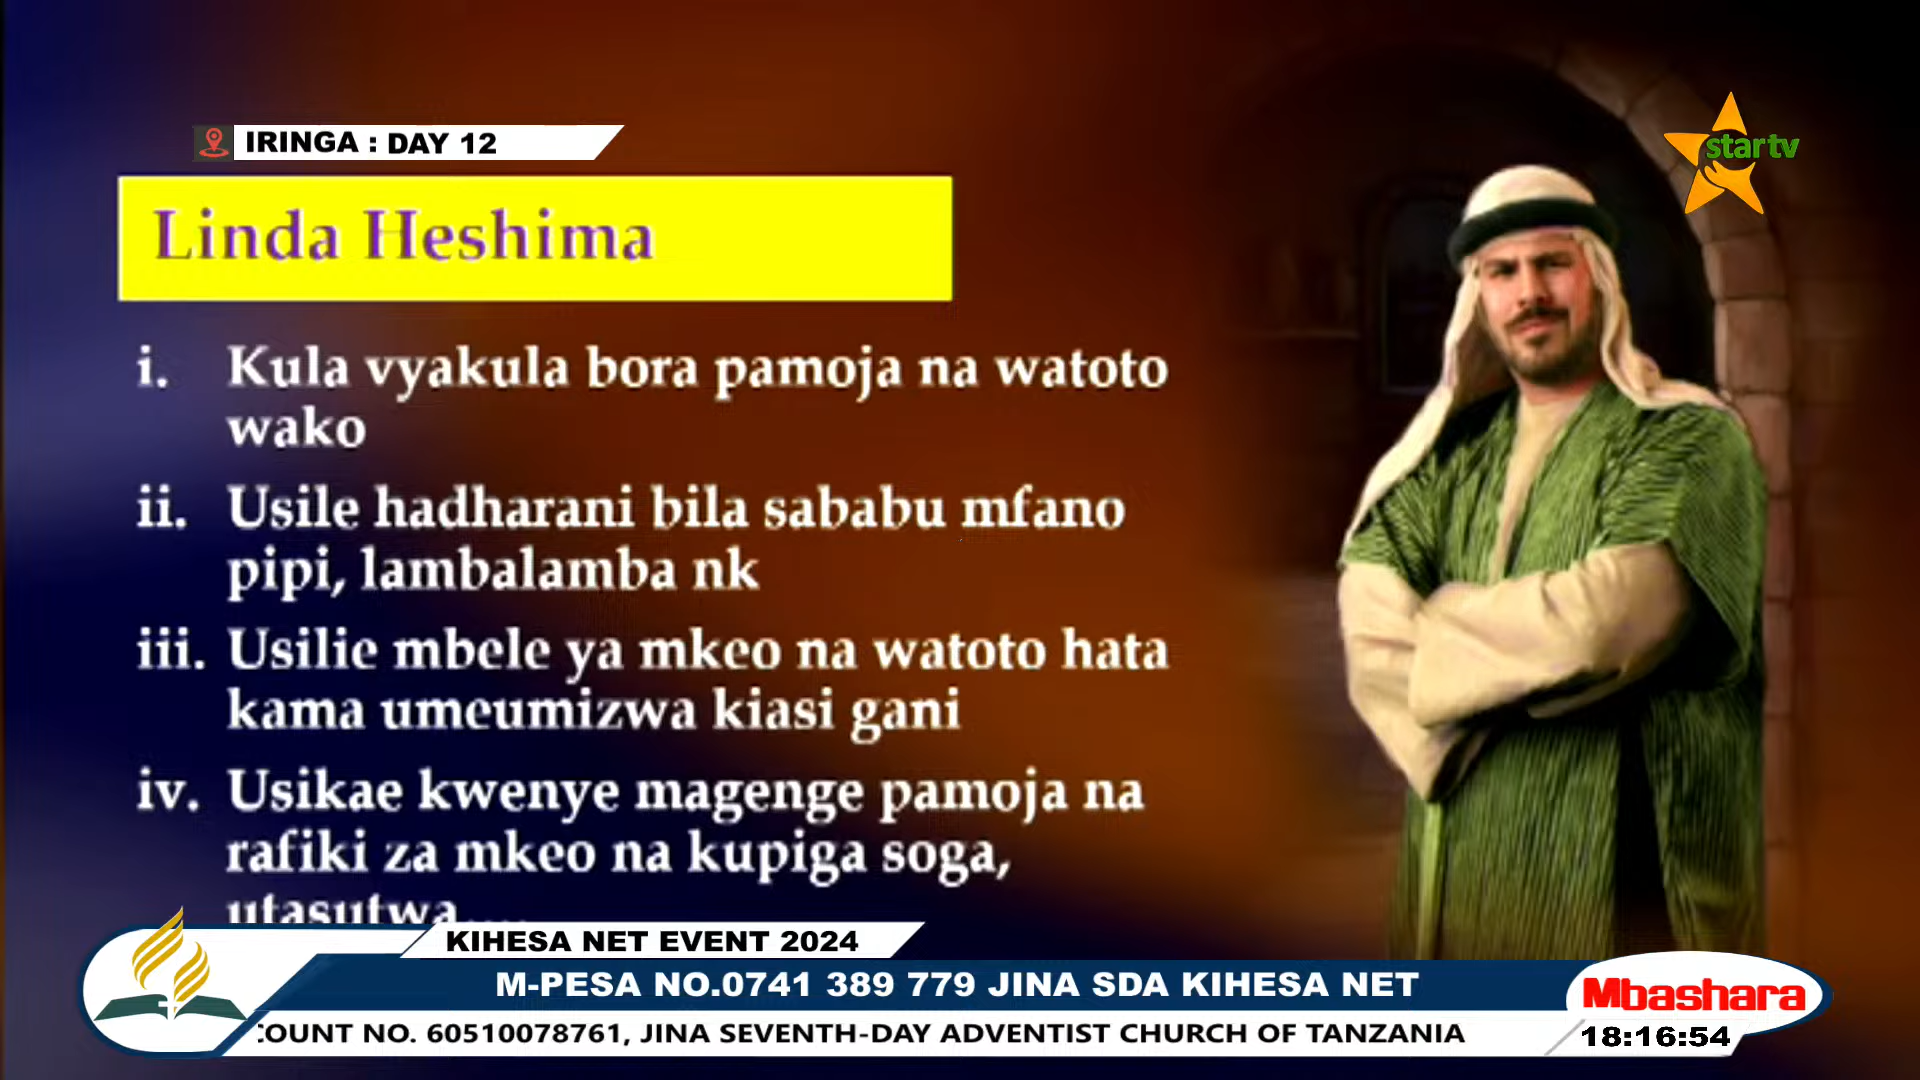 IRINGA : DAY 12
startv
Linda Heshima
i. Kula vyakula bora pamoja na watoto
wako
ii. Usile hadharani bila sababu mfano
pipi, lambalamba nk
iii. Usilie mbele ya mkeo na watoto hata
kama umeumizwa kiasi gani
iv. Usikae kwenye magenge pamoja na
rafiki za mkeo na kupiga soga,
utasutwa....
KIHESA NET EVENT 2024
M-PESA NO.0741 389 779 JINA SDA KIHESA NET
COUNT NO. 60510078761, JINA SEVENTH-DAY ADVENTIST CHURCH OF TANZANIA
Mbashara
18:16:54